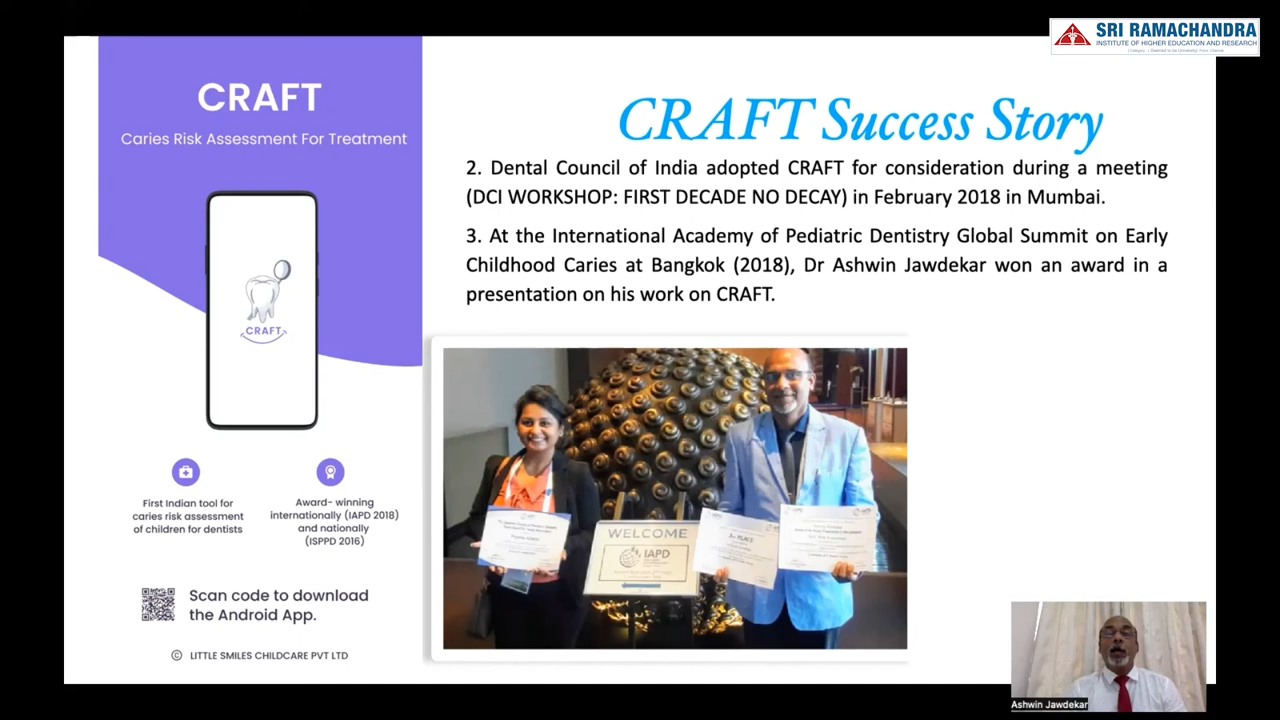 SRI RAMACHANDRA
INSTITUTE OF HIGHER EDUCATION AND RESEARCH
CRAFT
Caries Risk Assessment For Treatment
CRAFT
First Indian tool for
caries risk assessment
of children for dentists
Award- winning
internationally (IAPD 2018)
and nationally
(ISPPD 2016)
Scan code to download
the Android App.
© LITTLE SMILES CHILDCARE PVT LTD
CRAFT Success Story
2. Dental Council of India adopted CRAFT for consideration during a meeting
(DCI WORKSHOP: FIRST DECADE NO DECAY) in February 2018 in Mumbai.
3. At the International Academy of Pediatric Dentistry Global Summit on Early
Childhood Caries at Bangkok (2018), Dr Ashwin Jawdekar won an award in a
presentation on his work on CRAFT.
WELCOME
IAPD
PLACE
Ashwin Jawdekar